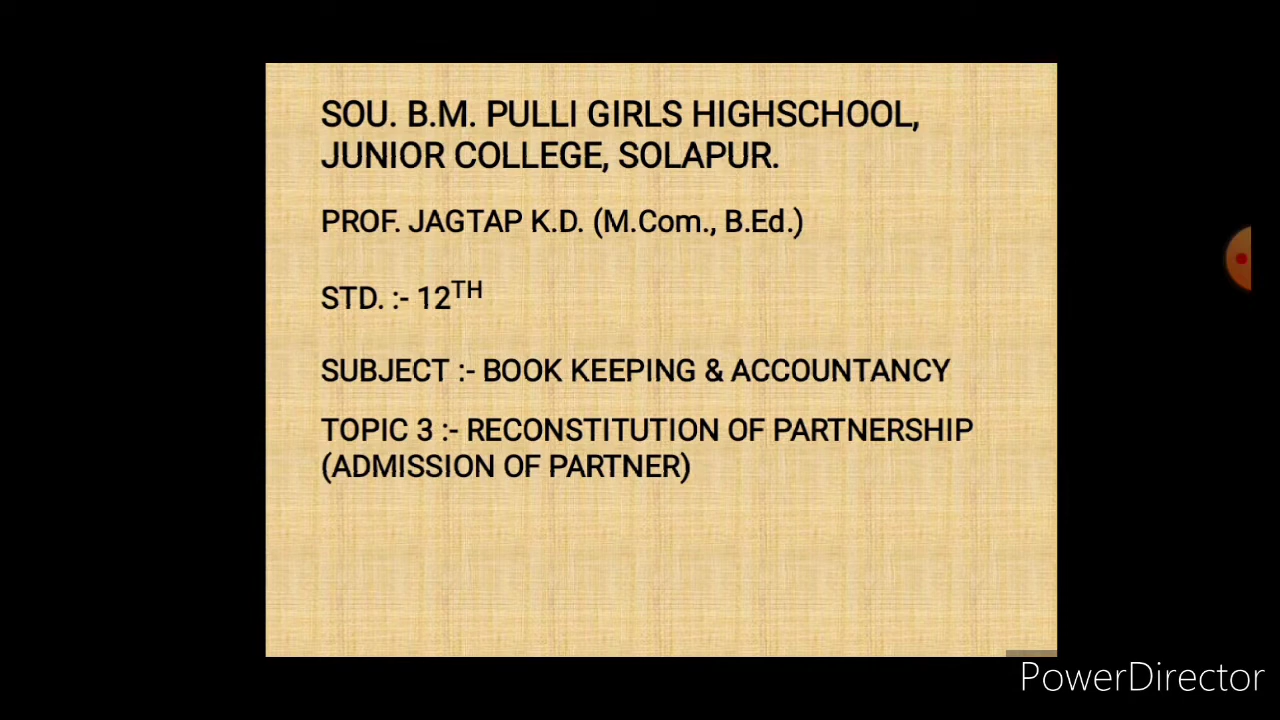 SOU. B.M. PULLI GIRLS HIGHSCHOOL,
JUNIOR COLLEGE, SOLAPUR.
PROF. JAGTAP K.D. (M.Com., B.Ed.)
STD. :- 12TH
SUBJECT :- BOOK KEEPING & ACCOUNTANCY
TOPIC 3 :- RECONSTITUTION OF PARTNERSHIP
(ADMISSION OF PARTNER)
PowerDirector